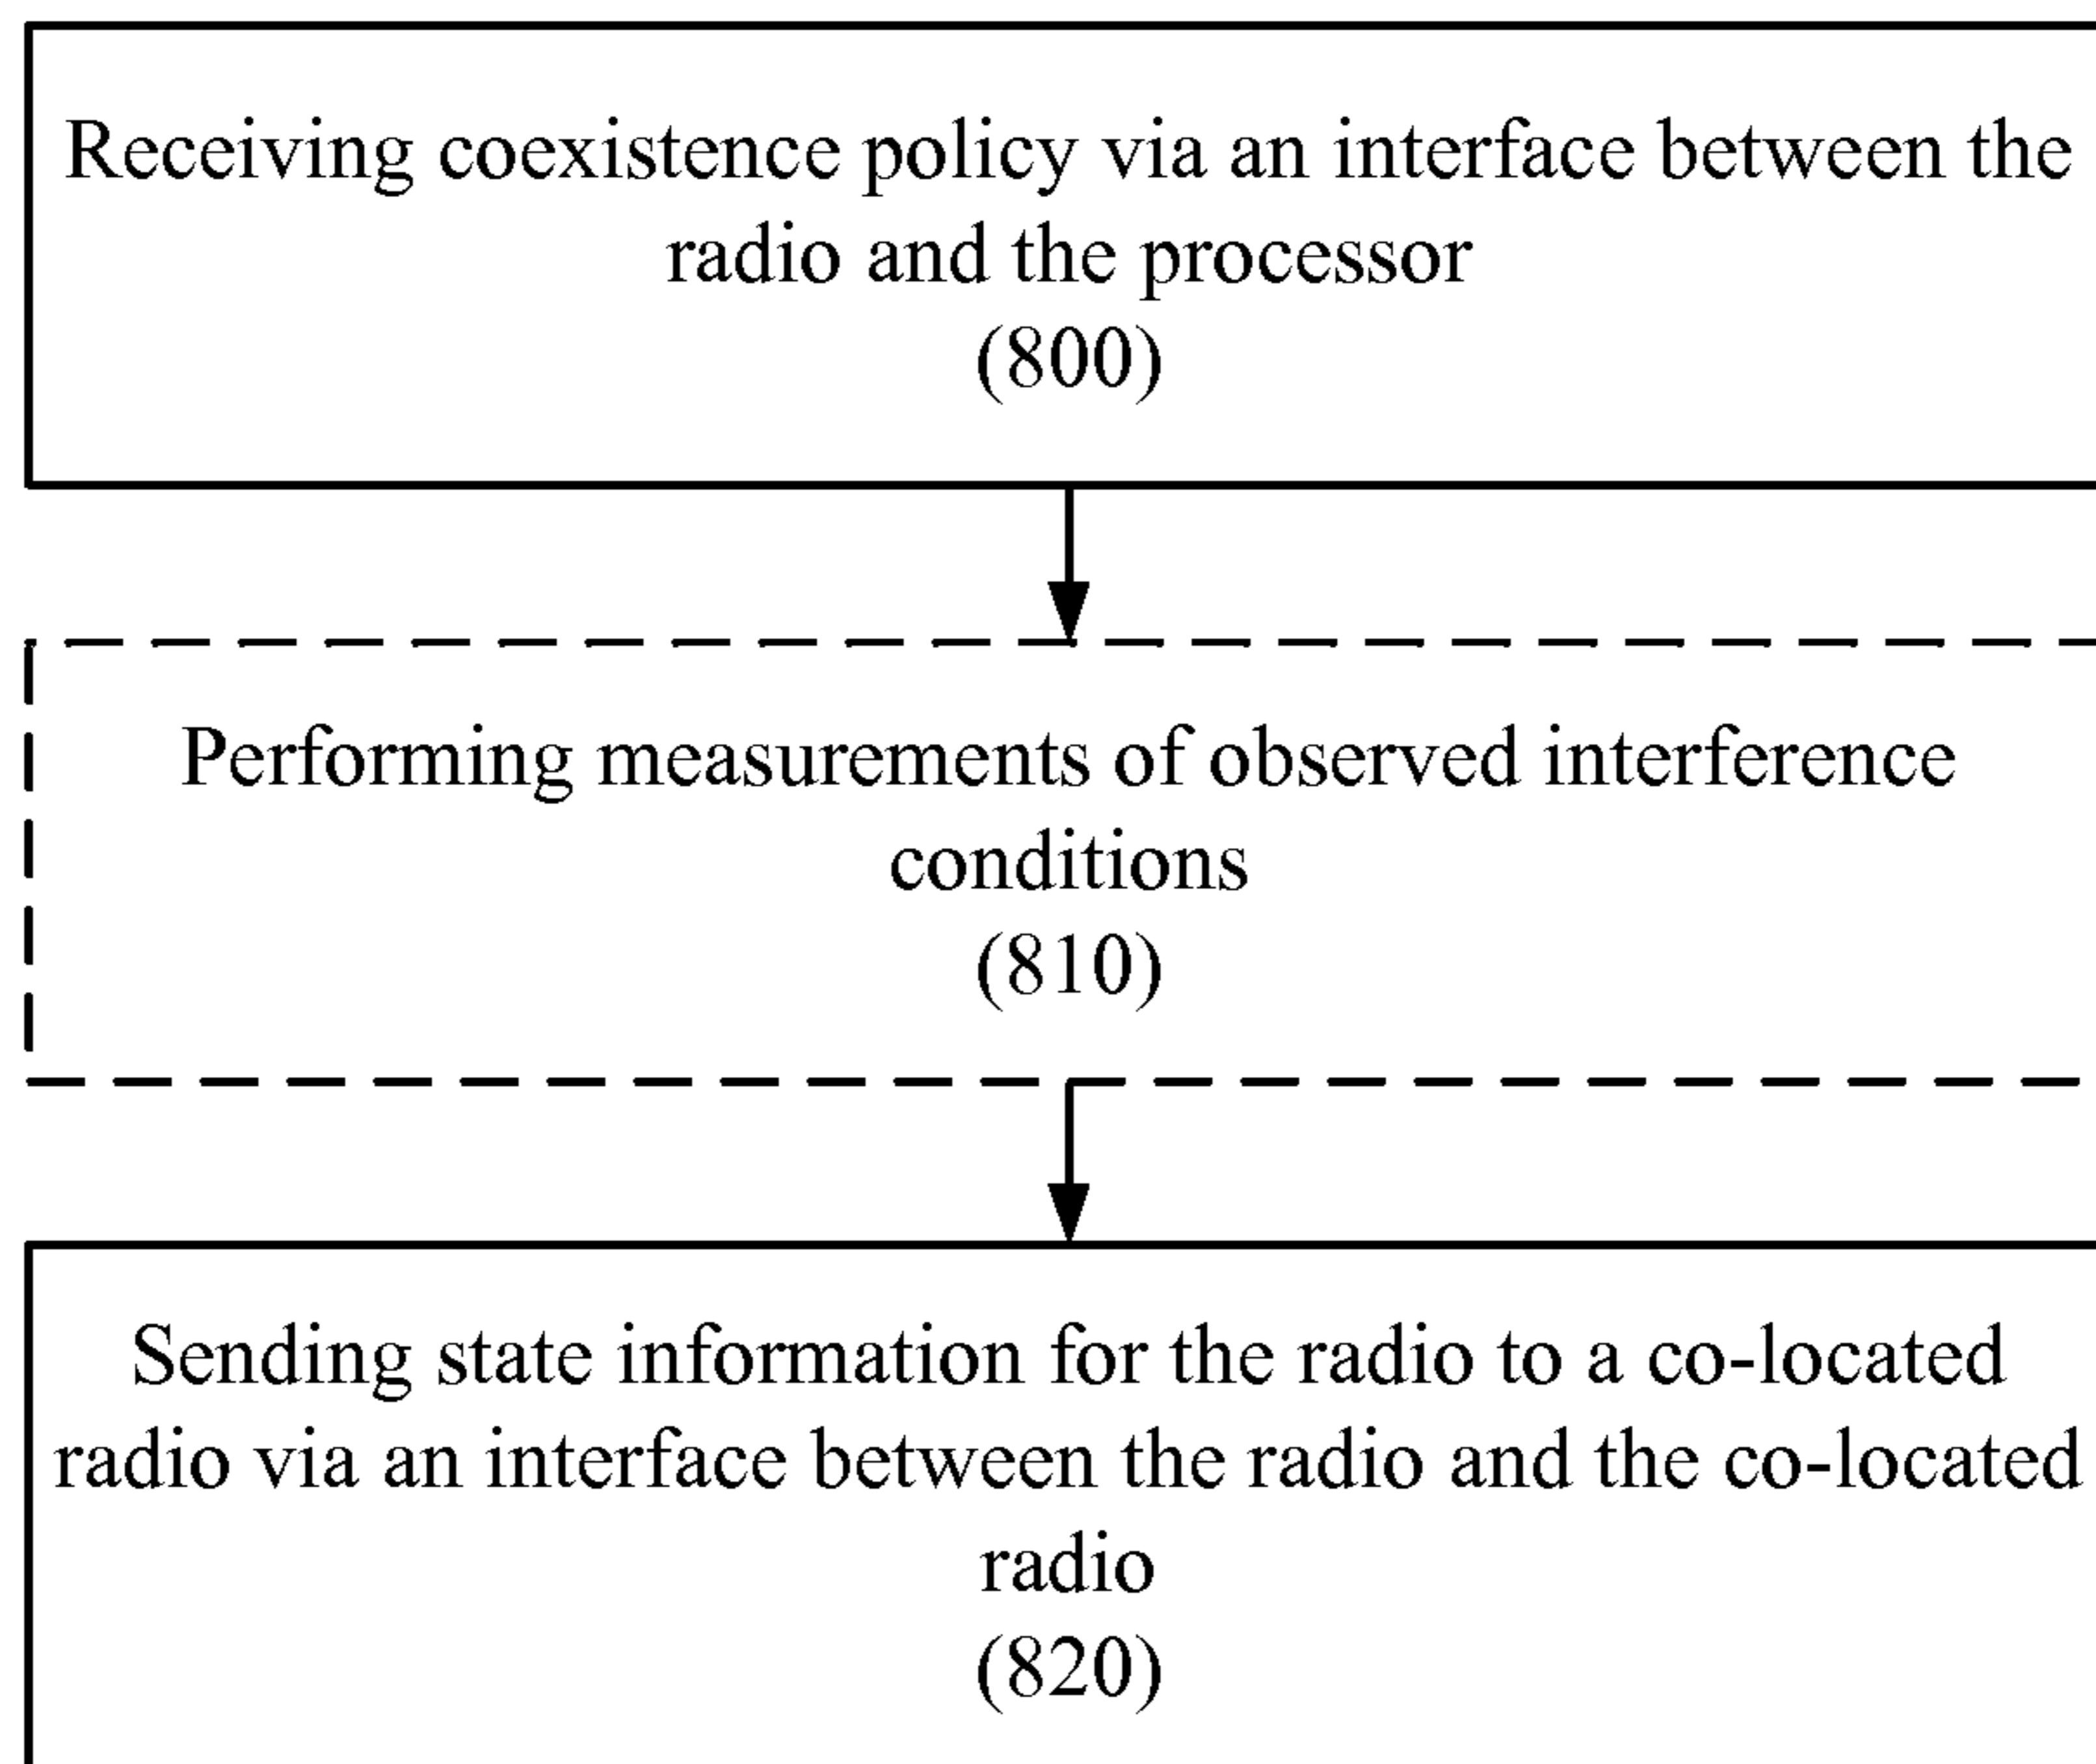 Receiving coexistence policy via an interface between the
radio and the processor
(800)
Performing measurements of observed interference
conditions
(810)
Sending state information for the radio to a co-located
radio via an interface between the radio and the co-located
radio
(820)